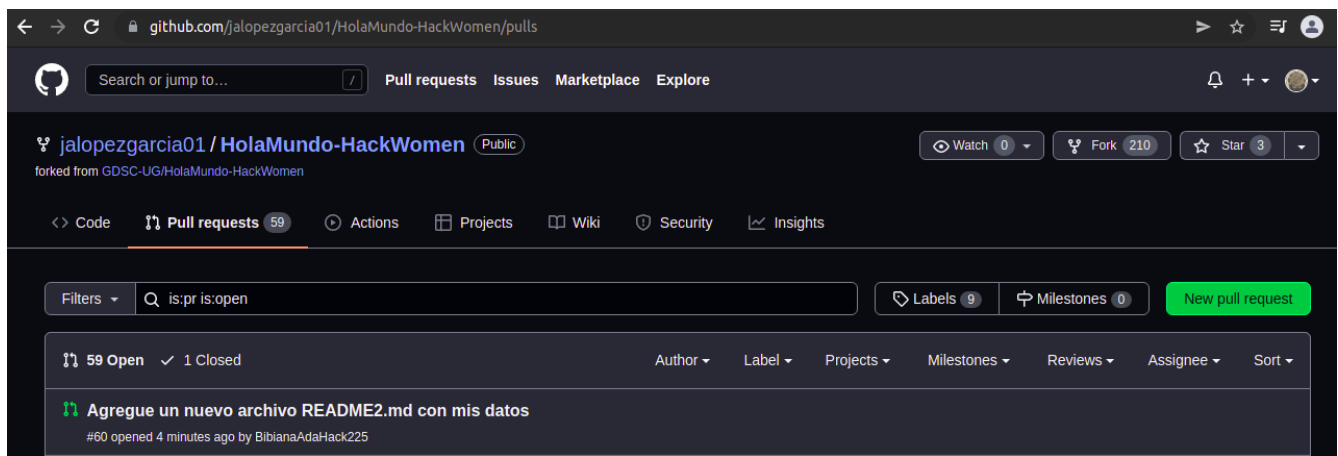 github.com/jalopezgarcia01/HolaMundo-HackWomen/pulls
Search or jump to... / Pull requests Issues Marketplace Explore
jalopezgarcia01 / HolaMundo-HackWomen Public Watch 0 Fork 210 Star 3
forked from GDSC-UG/HolaMundo-HackWomen
Code Pull requests 59 Actions Projects Wiki Security Insights
Filters is:pr is:open Labels 9 Milestones 0 New pull request
59 Open 1 Closed Author Label Projects Milestones Reviews Assignee Sort
Agregue un nuevo archivo README2.md con mis datos
#60 opened 4 minutes ago by BibianaAdaHack225